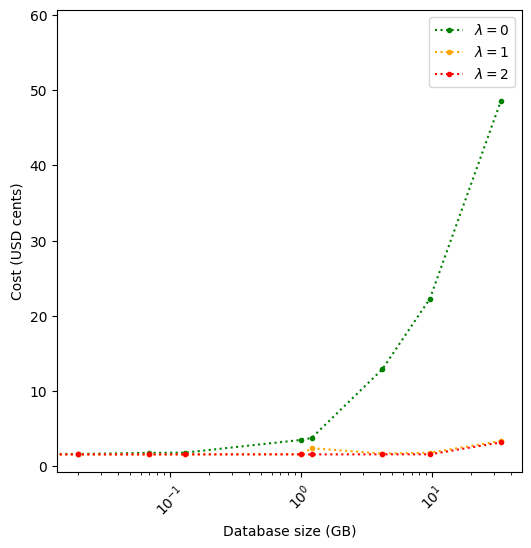 60
50
40
30
20
10
0
Cost (USD cents)
λ = 0
λ = 1
λ = 2
10⁻¹
10⁰
10¹
Database size (GB)